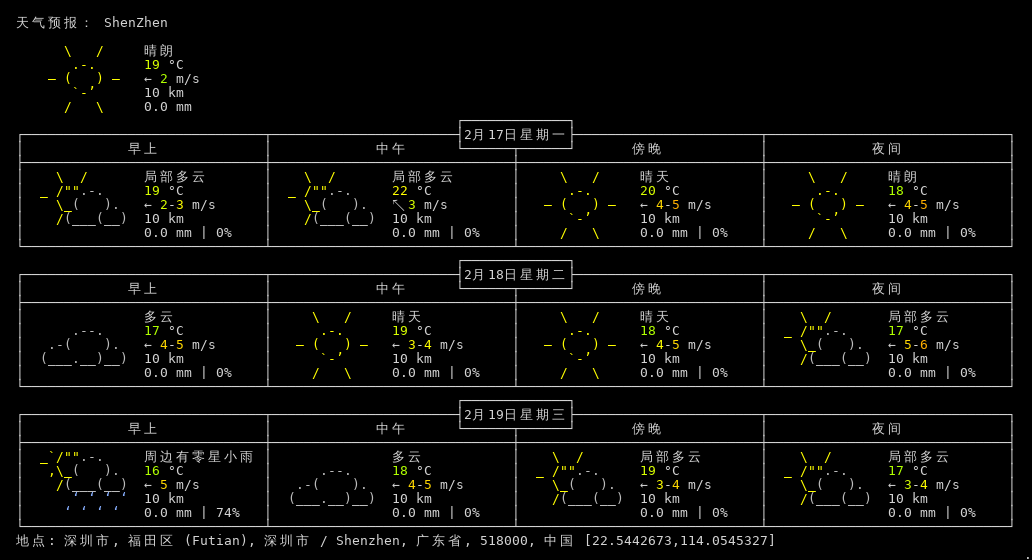 天气预报： ShenZhen
晴朗
19 °C
← 2 m/s
10 km
0.0 mm
2月17日星期一
早上 中午 傍晚 夜间
局部多云 局部多云 晴天 晴朗
19 °C 22 °C 20 °C 18 °C
← 2-3 m/s ↖ 3 m/s ← 4-5 m/s ← 4-5 m/s
10 km 10 km 10 km 10 km
0.0 mm | 0% 0.0 mm | 0% 0.0 mm | 0% 0.0 mm | 0%
2月18日星期二
早上 中午 傍晚 夜间
多云 晴天 晴天 局部多云
17 °C 19 °C 18 °C 17 °C
← 4-5 m/s ← 3-4 m/s ← 4-5 m/s ← 5-6 m/s
10 km 10 km 10 km 10 km
0.0 mm | 0% 0.0 mm | 0% 0.0 mm | 0% 0.0 mm | 0%
2月19日星期三
早上 中午 傍晚 夜间
周边有零星小雨 多云 局部多云 局部多云
16 °C 18 °C 19 °C 17 °C
← 5 m/s ← 4-5 m/s ← 3-4 m/s ← 3-4 m/s
10 km 10 km 10 km 10 km
0.0 mm | 74% 0.0 mm | 0% 0.0 mm | 0% 0.0 mm | 0%
地点: 深圳市, 福田区 (Futian), 深圳市 / Shenzhen, 广东省, 518000, 中国 [22.5442673,114.0545327]